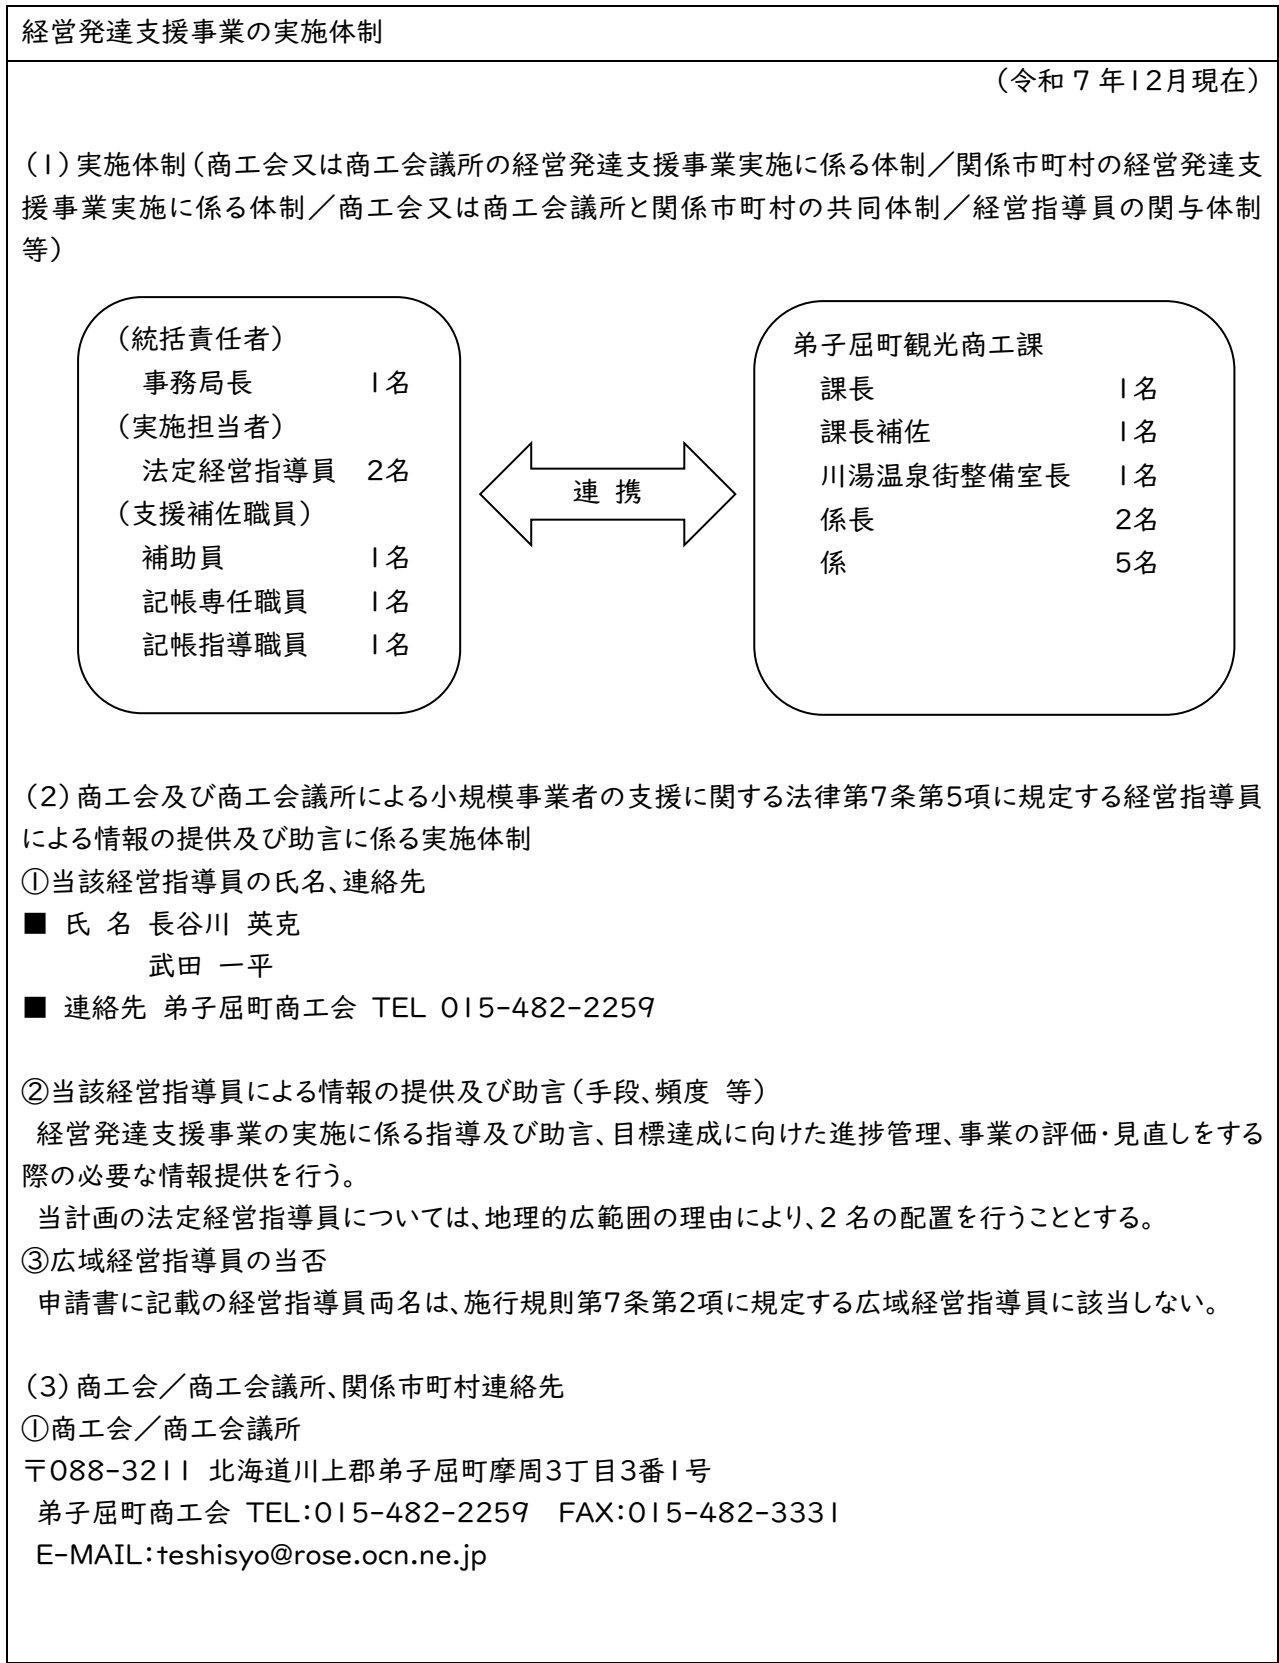 経営発達支援事業の実施体制
（令和 7 年12月現在）
（1）実施体制（商工会又は商工会議所の経営発達支援事業実施に係る体制／関係市町村の経営発達支
援事業実施に係る体制／商工会又は商工会議所と関係市町村の共同体制／経営指導員の関与体制
等）
（統括責任者）
事務局長 1名
（実施担当者）
法定経営指導員 2名
（支援補佐職員）
補助員 1名
記帳専任職員 1名
記帳指導職員 1名
連 携
弟子屈町観光商工課
課長 1名
課長補佐 1名
川湯温泉街整備室長 1名
係長 2名
係 5名
（2）商工会及び商工会議所による小規模事業者の支援に関する法律第7条第5項に規定する経営指導員
による情報の提供及び助言に係る実施体制
①当該経営指導員の氏名、連絡先
■ 氏 名 長谷川 英克
武田 一平
■ 連絡先 弟子屈町商工会 TEL 015-482-2259
②当該経営指導員による情報の提供及び助言（手段、頻度 等）
経営発達支援事業の実施に係る指導及び助言、目標達成に向けた進捗管理、事業の評価・見直しをする
際の必要な情報提供を行う。
当計画の法定経営指導員については、地理的広範囲の理由により、2 名の配置を行うこととする。
③広域経営指導員の当否
申請書に記載の経営指導員両名は、施行規則第7条第2項に規定する広域経営指導員に該当しない。
（3）商工会／商工会議所、関係市町村連絡先
①商工会／商工会議所
〒088-3211 北海道川上郡弟子屈町摩周3丁目3番1号
弟子屈町商工会 TEL：015-482-2259 FAX：015-482-3331
E-MAIL：teshisyo@rose.ocn.ne.jp